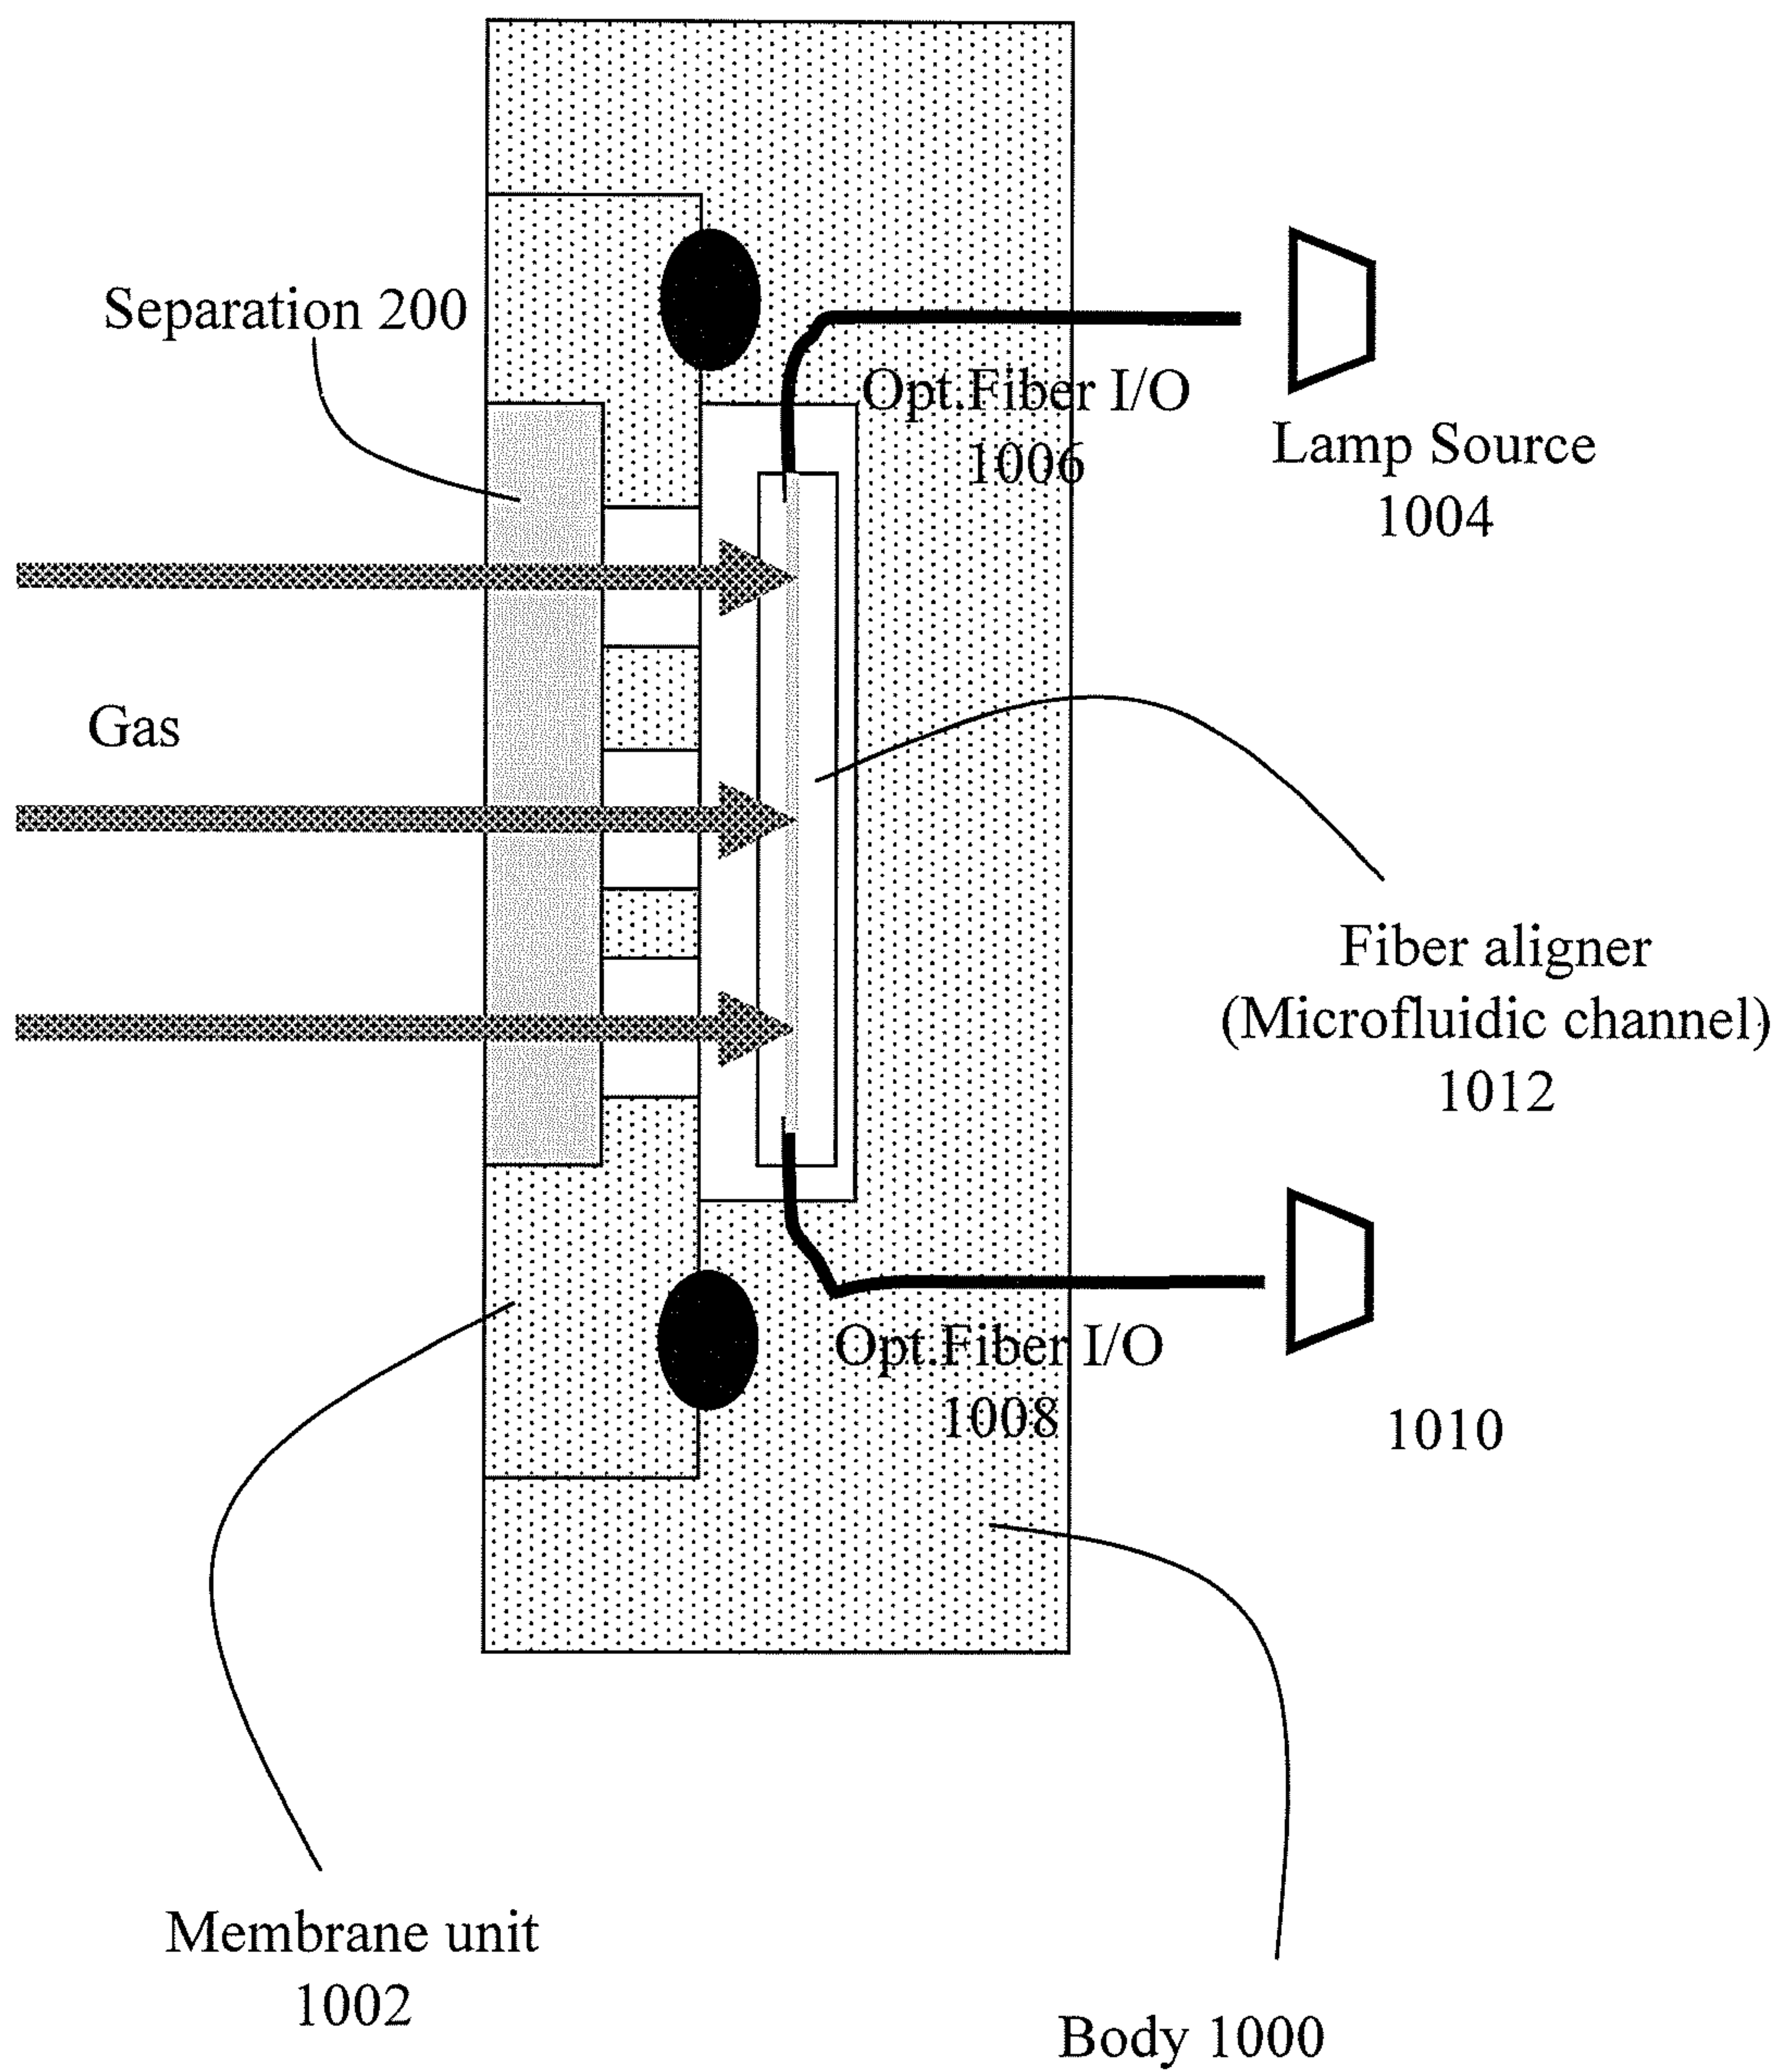 Separation 200
Opt.Fiber I/O
1006
Lamp Source
1004
Gas
Fiber aligner
(Microfluidic channel)
1012
Opt.Fiber I/O
1008
1010
Membrane unit
1002
Body 1000